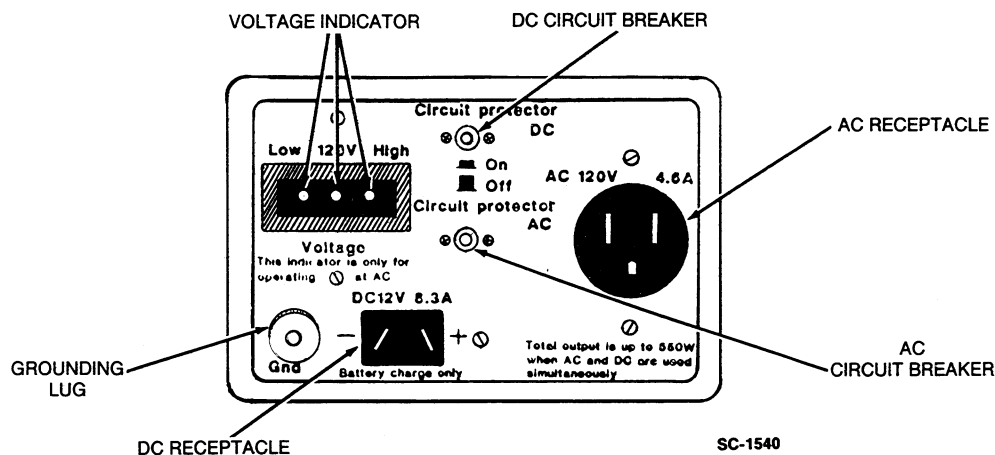 VOLTAGE INDICATOR
DC CIRCUIT BREAKER
AC RECEPTACLE
Circuit protector
DC
Low 120V High
On
Off
AC 120V 4.6A
Circuit protector
AC
Voltage
This indicator is only for
operating at AC
DC12V 8.3A
− +
Gnd
Battery charge only
Total output is up to 550W
when AC and DC are used
simultaneously
GROUNDING
LUG
DC RECEPTACLE
AC
CIRCUIT BREAKER
SC-1540